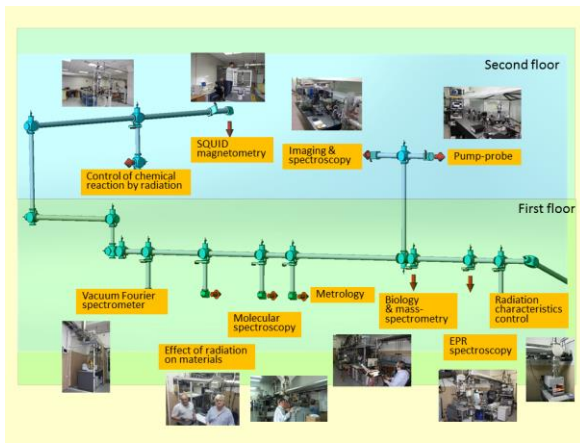 Second floor
SQUID
magnetometry
Imaging &
spectroscopy
Pump-probe
Control of chemical
reaction by radiation
First floor
Vacuum Fourier
spectrometer
Molecular
spectroscopy
Metrology
Biology
& mass-
spectrometry
Radiation
characteristics
control
Effect of radiation
on materials
EPR
spectroscopy